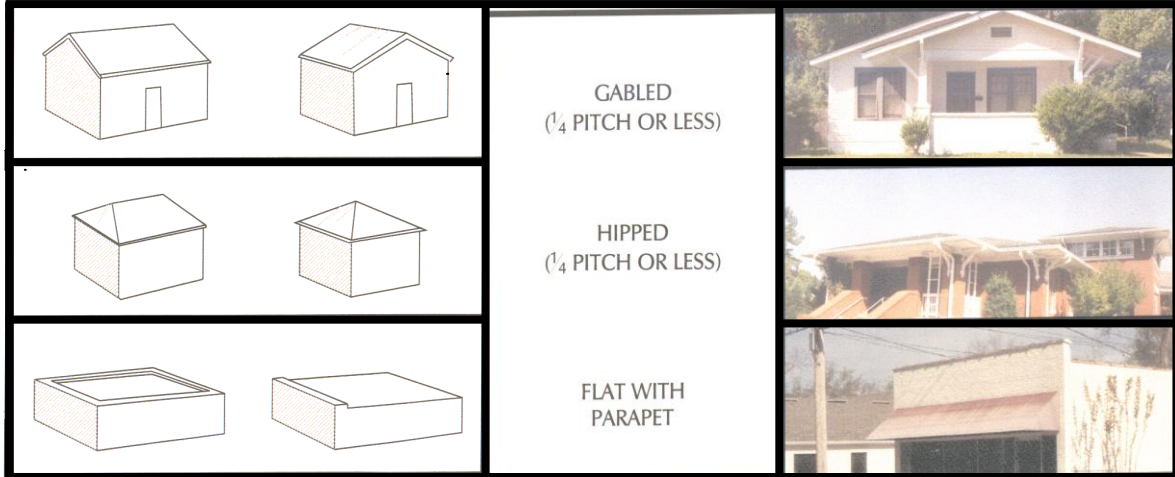 GABLED
(1/4 PITCH OR LESS)
HIPPED
(1/4 PITCH OR LESS)
FLAT WITH
PARAPET